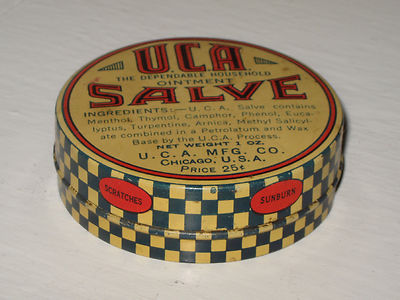 UCA
THE DEPENDABLE HOUSEHOLD
OINTMENT
SALVE
INGREDIENTS:— U.C.A. Salve contains
Menthol, Thymol, Camphor, Phenol, Euca-
lyptus, Turpentine, Arnica, Methyl Salicyl-
ate combined in a Petrolatum and Wax
Base by the U.C.A. Process.
NET WEIGHT 1 OZ.
U.C.A. MFG. CO.
CHICAGO, U.S.A.
PRICE 25¢
SCRATCHES
SUNBURN